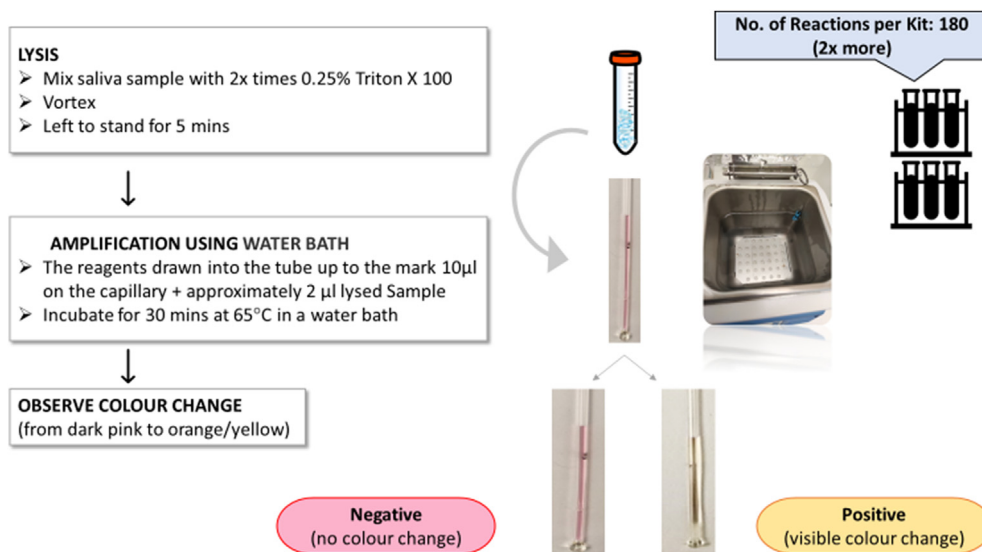 No. of Reactions per Kit: 180
(2x more)
LYSIS
➤ Mix saliva sample with 2x times 0.25% Triton X 100
➤ Vortex
➤ Left to stand for 5 mins
AMPLIFICATION USING WATER BATH
➤ The reagents drawn into the tube up to the mark 10µl
on the capillary + approximately 2 µl lysed Sample
➤ Incubate for 30 mins at 65°C in a water bath
OBSERVE COLOUR CHANGE
(from dark pink to orange/yellow)
Negative
(no colour change)
Positive
(visible colour change)